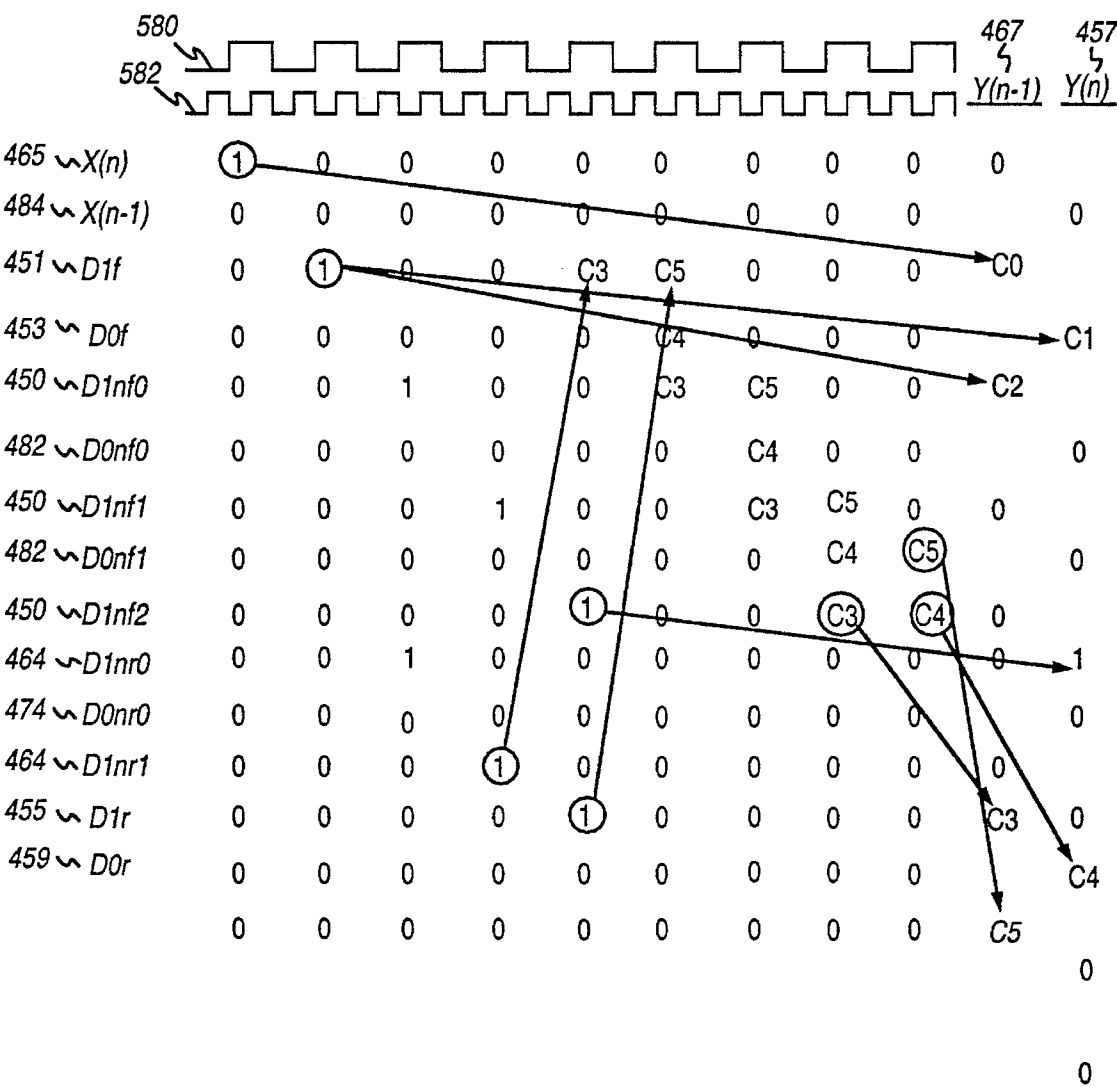 580
467 457
582
Y(n-1) Y(n)
465 X(n) 1 0 0 0 0 0 0 0 0 0
484 X(n-1) 0 0 0 0 0 0 0 0 0 0
451 D1f 0 1 0 0 C3 C5 0 0 0 C0
453 D0f 0 0 0 0 0 C4 0 0 0 C1
450 D1nf0 0 0 1 0 0 C3 C5 0 0 C2
482 D0nf0 0 0 0 0 0 0 C4 0 0 0
450 D1nf1 0 0 0 1 0 0 C3 C5 0 0
482 D0nf1 0 0 0 0 0 0 0 C4 C5 0
450 D1nf2 0 0 0 0 1 0 0 C3 C4 0
464 D1nr0 0 0 1 0 0 0 0 0 0 0 1
474 D0nr0 0 0 0 0 0 0 0 0 0 0
464 D1nr1 0 0 0 1 0 0 0 0 0 0
455 D1r 0 0 0 0 1 0 0 0 0 C3 0
459 D0r 0 0 0 0 0 0 0 0 0 C4
0 0 0 0 0 0 0 0 0 C5
0
0